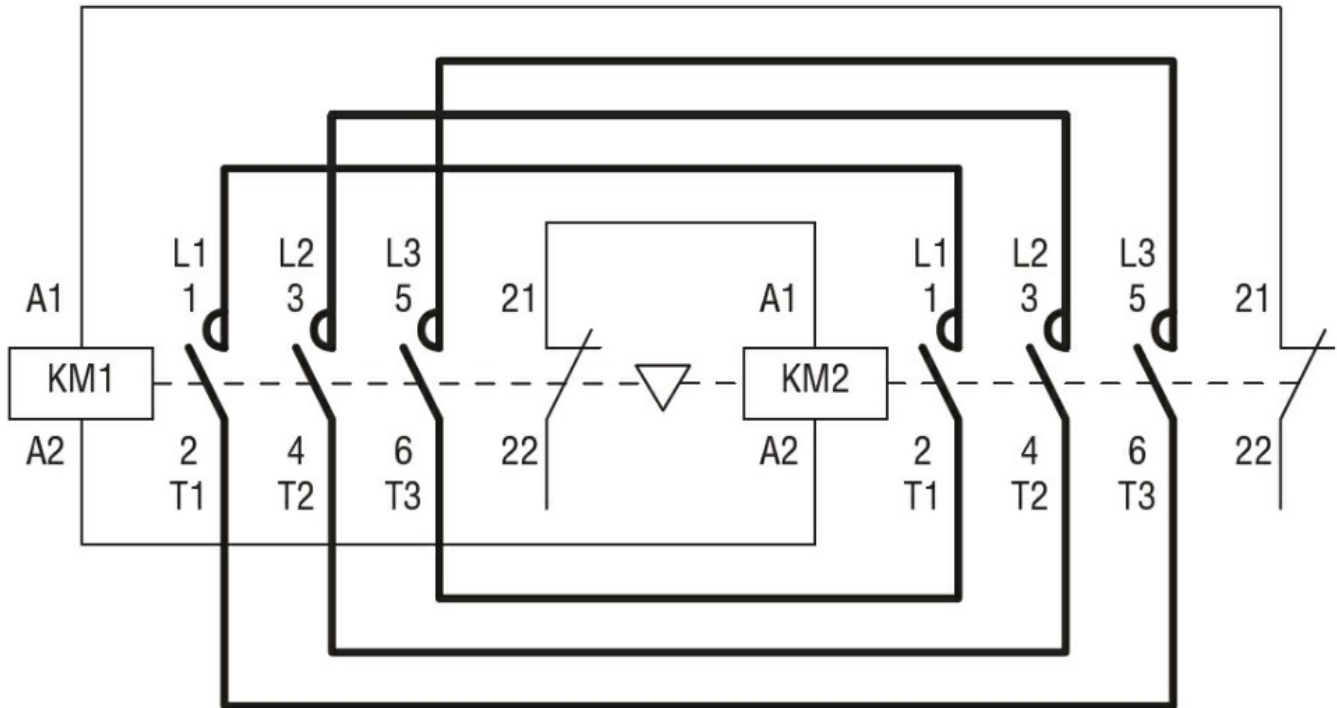 L1 L2 L3 L1 L2 L3
A1 1 3 5 21 A1 1 3 5 21
KM1 KM2
A2 2 4 6 22 A2 2 4 6 22
T1 T2 T3 T1 T2 T3